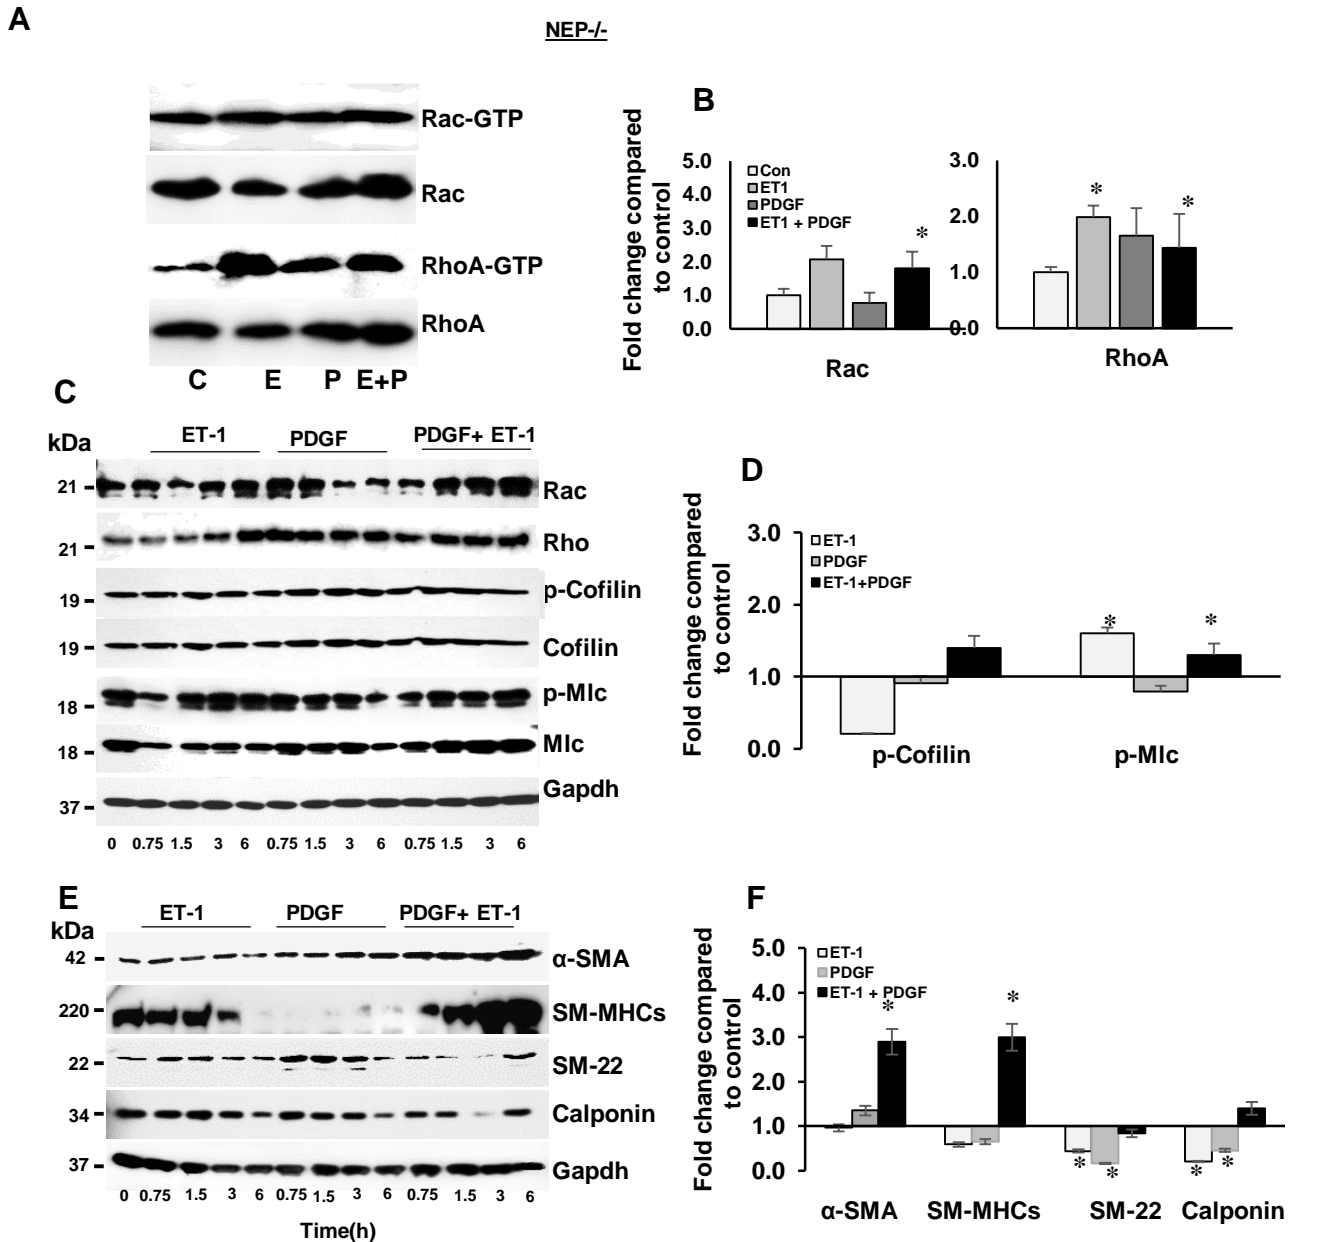 A
NEP-/-
Rac-GTP
Rac
RhoA-GTP
RhoA
C E P E+P
B
Fold change compared
to control
5.0
4.0
3.0
2.0
1.0
0.0
Con
ET1
PDGF
ET1 + PDGF
*
Rac
3.0
2.0
1.0
0.0
*
*
RhoA
C
kDa
ET-1 PDGF PDGF+ ET-1
21 Rac
21 Rho
19 p-Cofilin
19 Cofilin
18 p-Mlc
18 Mlc
37 Gapdh
0 0.75 1.5 3 6 0.75 1.5 3 6 0.75 1.5 3 6
D
Fold change compared
to control
3.0
2.0
1.0
0.0
ET-1
PDGF
ET-1+PDGF
* *
p-Cofilin p-Mlc
E
kDa
ET-1 PDGF PDGF+ ET-1
42 α-SMA
220 SM-MHCs
22 SM-22
34 Calponin
37 Gapdh
0 0.75 1.5 3 6 0.75 1.5 3 6 0.75 1.5 3 6
Time(h)
F
Fold change compared
to control
5.0
4.0
3.0
2.0
1.0
0.0
ET-1
PDGF
ET-1 + PDGF
* *
* * * *
α-SMA SM-MHCs SM-22 Calponin